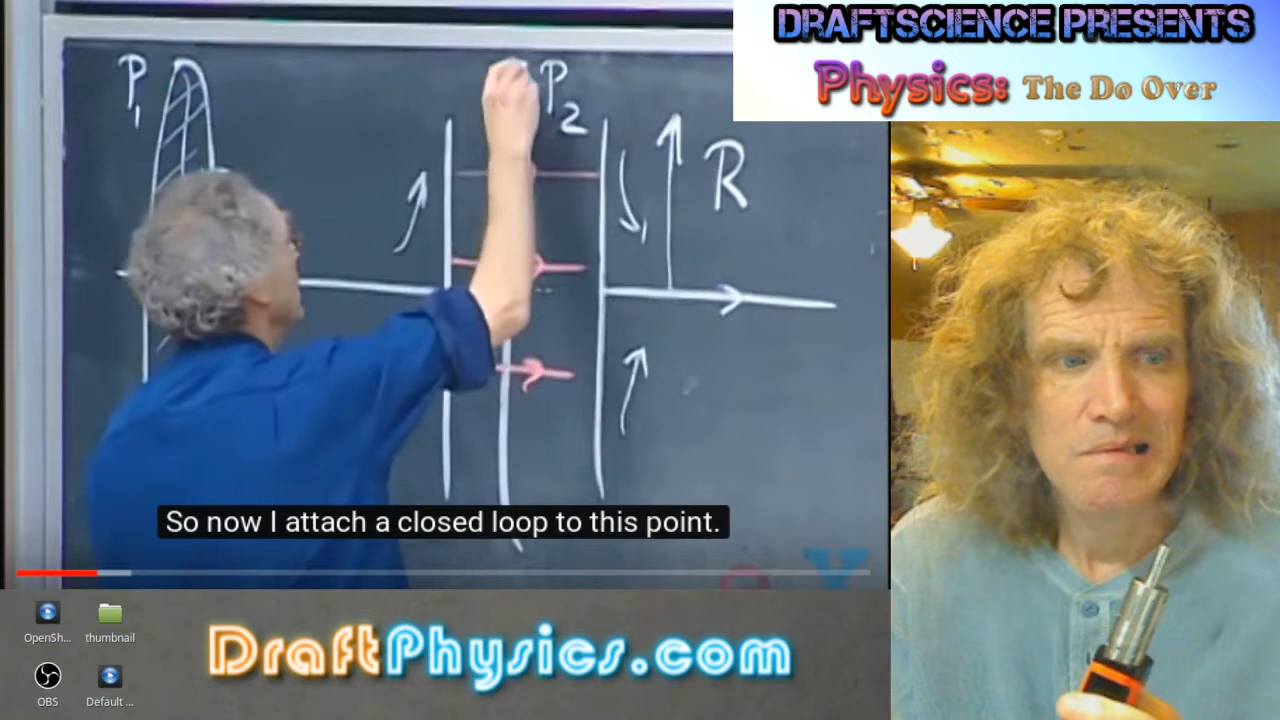 DRAFTSCIENCE PRESENTS
Physics: The Do Over
P1
P2
R
So now I attach a closed loop to this point.
OpenSh...
thumbnail
OBS
Default ...
DraftPhysics.com